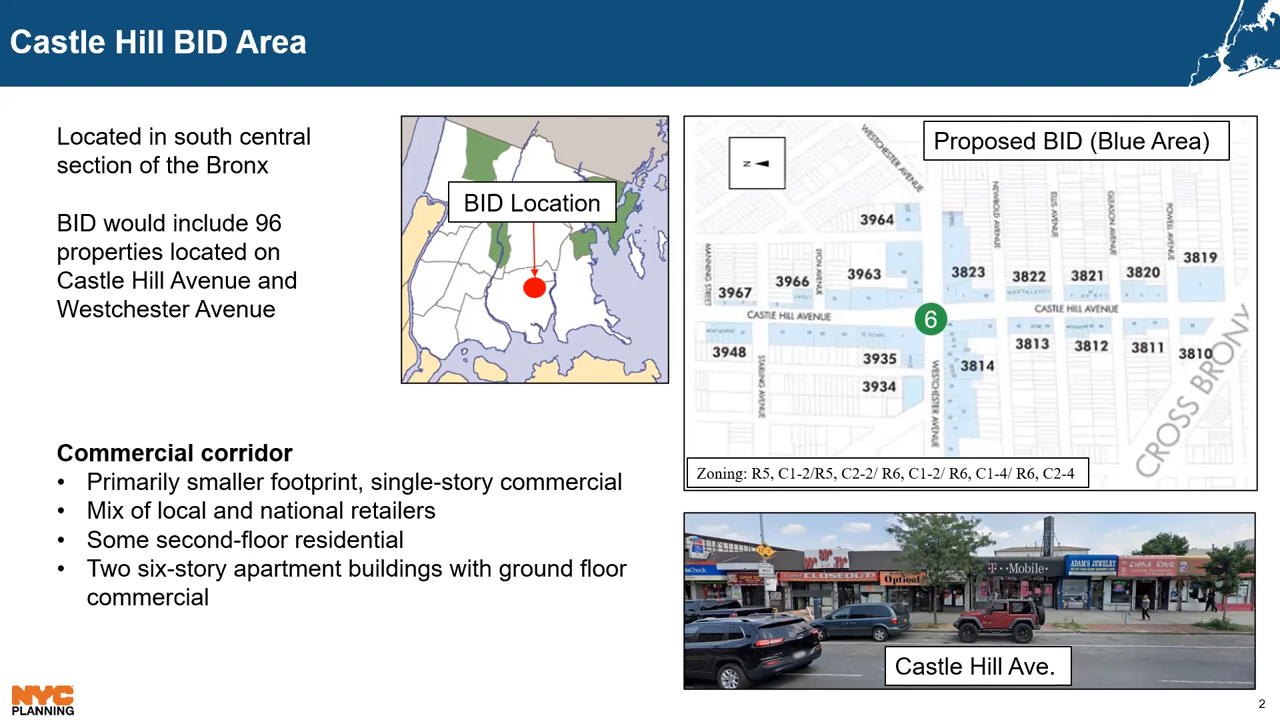 Castle Hill BID Area
Located in south central
section of the Bronx
BID would include 96
properties located on
Castle Hill Avenue and
Westchester Avenue
Commercial corridor
• Primarily smaller footprint, single-story commercial
• Mix of local and national retailers
• Some second-floor residential
• Two six-story apartment buildings with ground floor
commercial
BID Location
Proposed BID (Blue Area)
N
WESTCHESTER AVENUE
NEWBOLD AVENUE
ELLIS AVENUE
GLEASON AVENUE
POWELL AVENUE
MANNING STREET
LYON AVENUE
3964
3819
3967
3966
3963
3823
3822
3821
3820
CASTLE HILL AVENUE
6
CASTLE HILL AVENUE
3948
3935
3813
3812
3811
3810
3934
3814
STARLING AVENUE
WESTCHESTER AVENUE
CROSS BRONX
Zoning: R5, C1-2/R5, C2-2/ R6, C1-2/ R6, C1-4/ R6, C2-4
CLOSEOUT
Optical
T-Mobile
ADAM'S JEWELRY
CHINA KING
Castle Hill Ave.
NYC
PLANNING
2